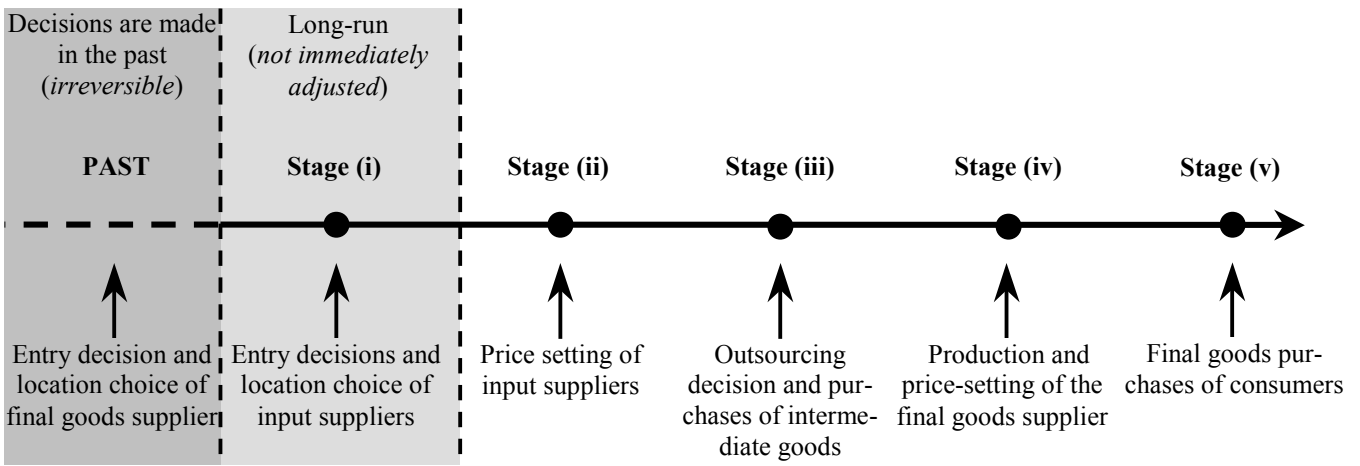 Decisions are made
in the past
(irreversible)
Long-run
(not immediately
adjusted)
PAST
Stage (i)
Stage (ii)
Stage (iii)
Stage (iv)
Stage (v)
Entry decision and
location choice of
final goods supplier
Entry decisions and
location choice of
input suppliers
Price setting of
input suppliers
Outsourcing
decision and pur-
chases of interme-
diate goods
Production and
price-setting of the
final goods supplier
Final goods pur-
chases of consumers